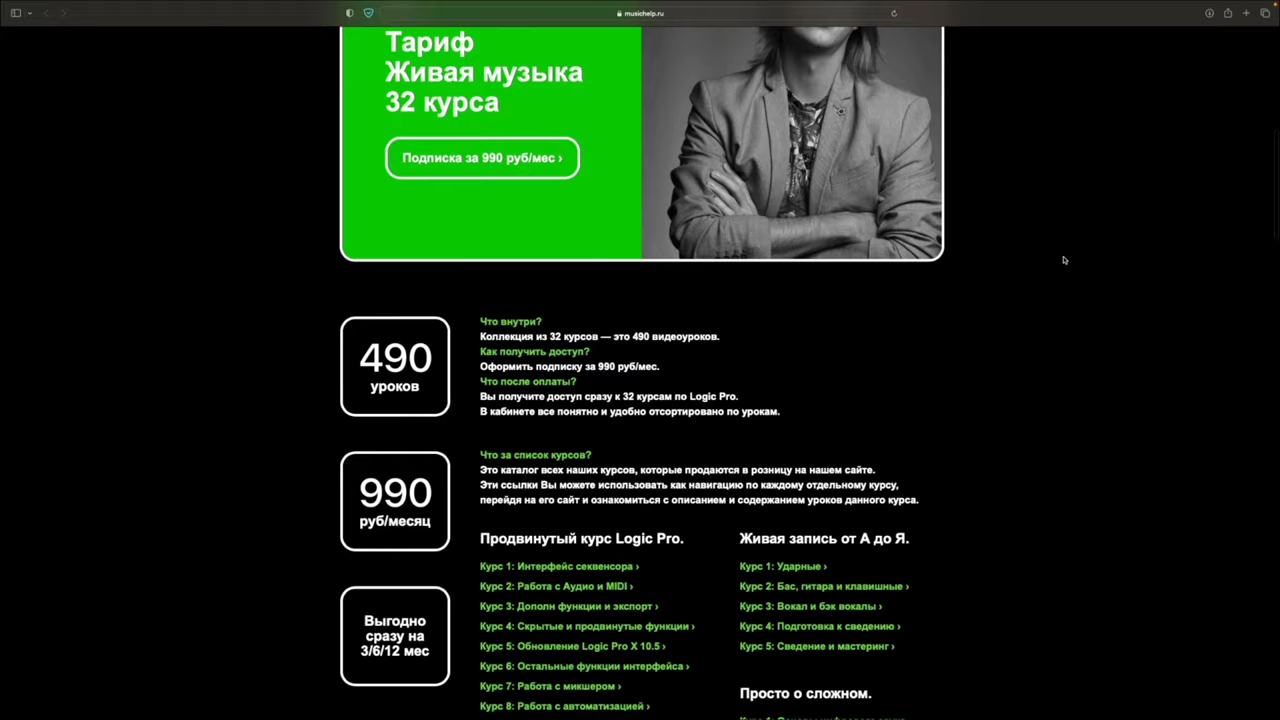 musichelp.ru
Тариф
Живая музыка
32 курса
Подписка за 990 руб/мес ›
490
уроков
Что внутри?
Коллекция из 32 курсов — это 490 видеоуроков.
Как получить доступ?
Оформить подписку за 990 руб/мес.
Что после оплаты?
Вы получите доступ сразу к 32 курсам по Logic Pro.
В кабинете все понятно и удобно отсортировано по урокам.
990
руб/месяц
Что за список курсов?
Это каталог всех наших курсов, которые продаются в розницу на нашем сайте.
Эти ссылки Вы можете использовать как навигацию по каждому отдельному курсу,
перейдя на его сайт и ознакомиться с описанием и содержанием уроков данного курса.
Выгодно
сразу на
3/6/12 мес
Продвинутый курс Logic Pro.
Курс 1: Интерфейс секвенсора ›
Курс 2: Работа с Аудио и MIDI ›
Курс 3: Дополн функции и экспорт ›
Курс 4: Скрытые и продвинутые функции ›
Курс 5: Обновление Logic Pro X 10.5 ›
Курс 6: Остальные функции интерфейса ›
Курс 7: Работа с микшером ›
Курс 8: Работа с автоматизацией ›
Живая запись от А до Я.
Курс 1: Ударные ›
Курс 2: Бас, гитара и клавишные ›
Курс 3: Вокал и бэк вокалы ›
Курс 4: Подготовка к сведению ›
Курс 5: Сведение и мастеринг ›
Просто о сложном.